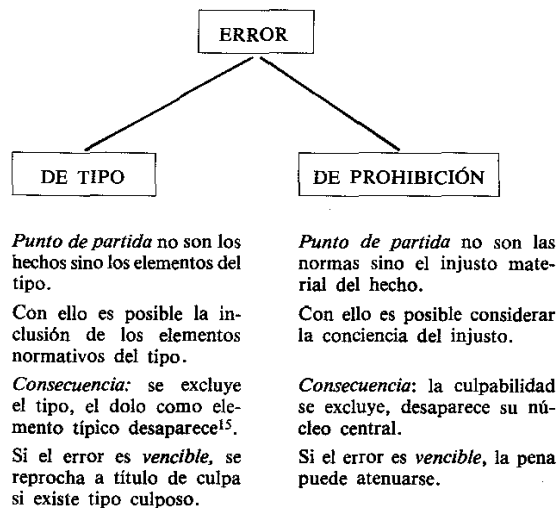 ERROR
DE TIPO
Punto de partida no son los
hechos sino los elementos del
tipo.
Con ello es posible la in-
clusión de los elementos
normativos del tipo.
Consecuencia: se excluye
el tipo, el dolo como ele-
mento típico desaparece15.
Si el error es vencible, se
reprocha a título de culpa
si existe tipo culposo.
DE PROHIBICIÓN
Punto de partida no son las
normas sino el injusto mate-
rial del hecho.
Con ello es posible considerar
la conciencia del injusto.
Consecuencia: la culpabilidad
se excluye, desaparece su nú-
cleo central.
Si el error es vencible, la pena
puede atenuarse.